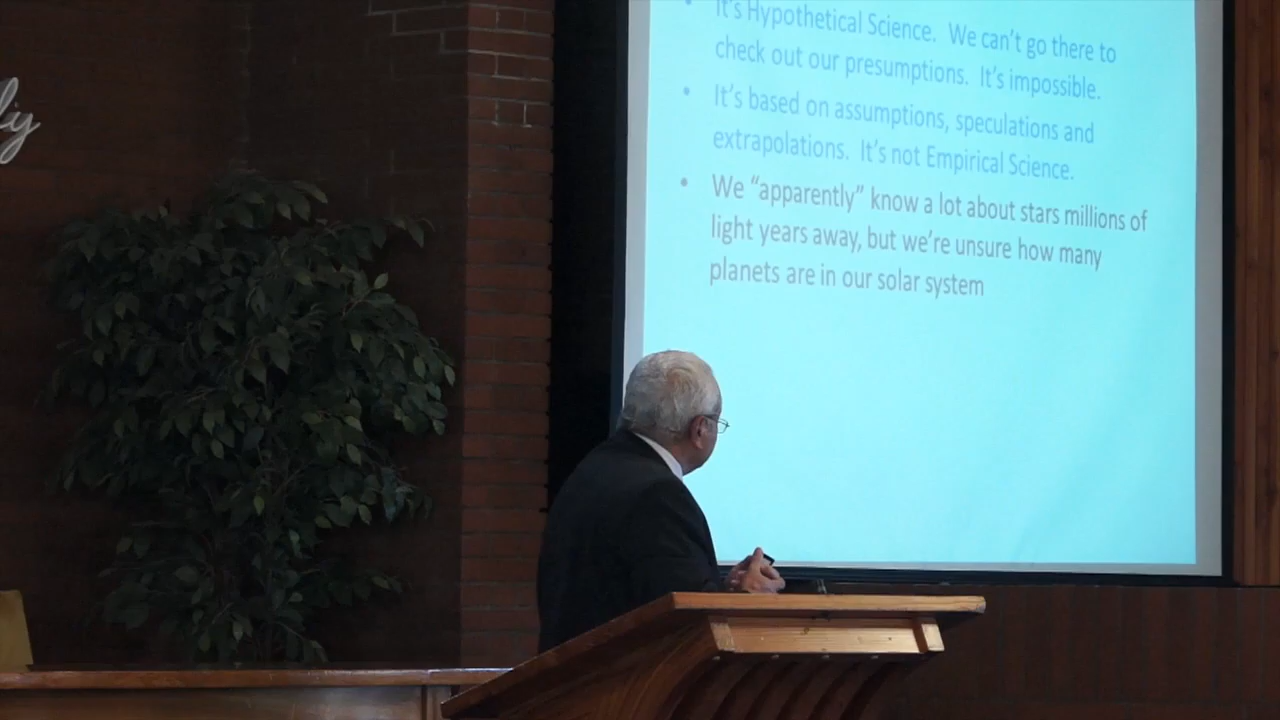 It's Hypothetical Science. We can't go there to
check out our presumptions. It's impossible.
It's based on assumptions, speculations and
extrapolations. It's not Empirical Science.
We "apparently" know a lot about stars millions of
light years away, but we're unsure how many
planets are in our solar system